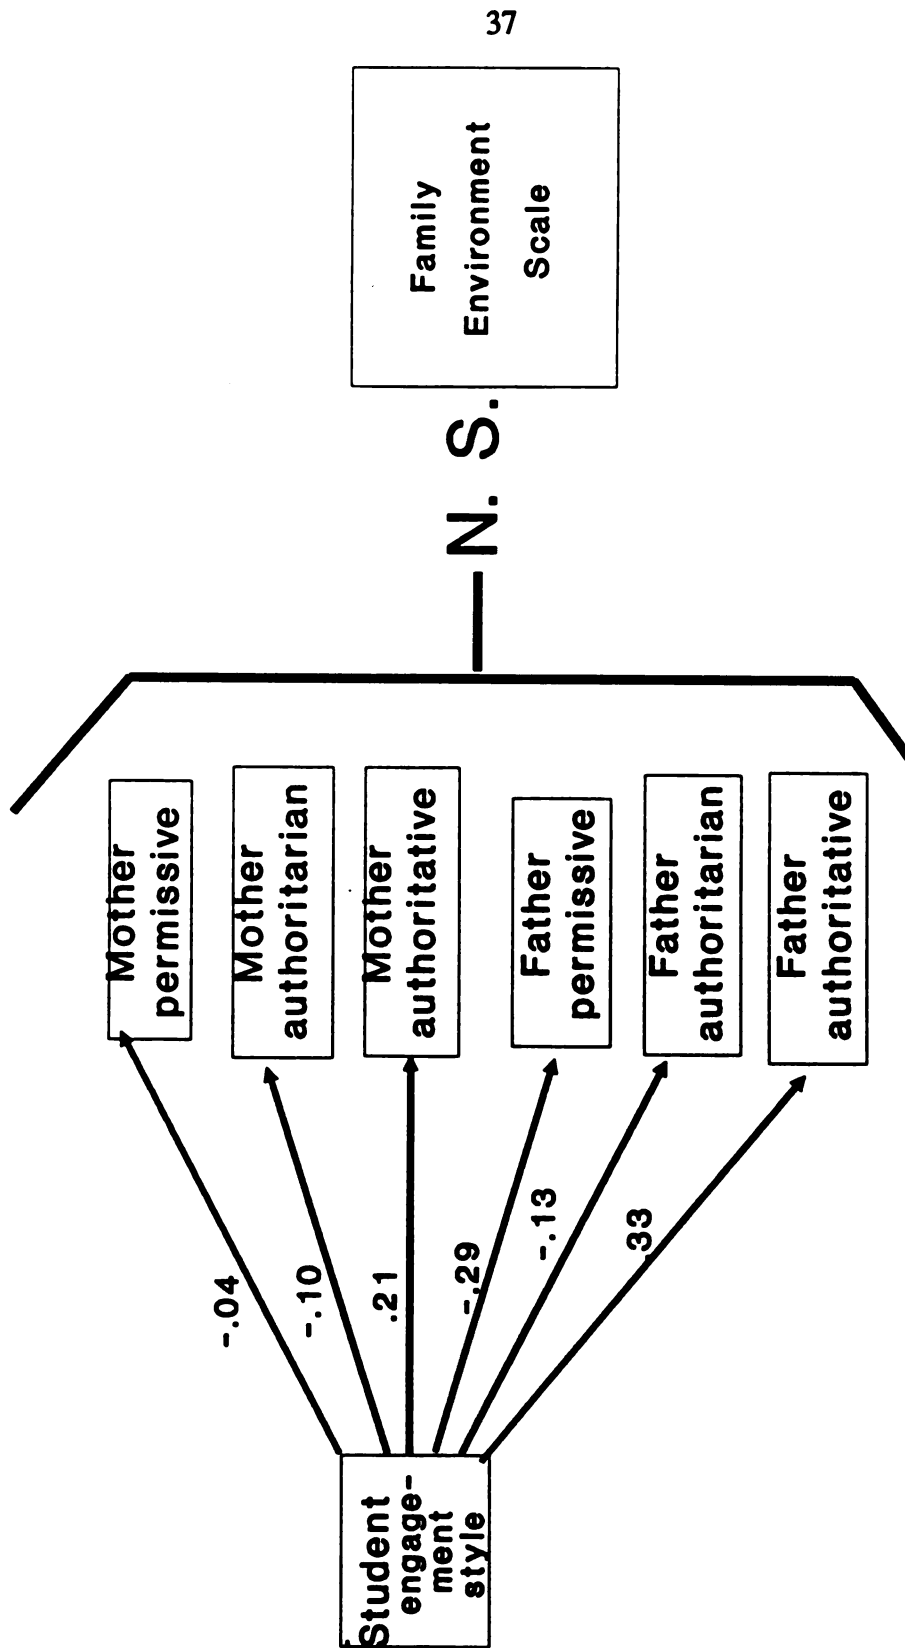 37
Student
engage-
ment
style
-.04
-.10
.21
-.29
-.13
.33
Mother
permissive
Mother
authoritarian
Mother
authoritative
Father
permissive
Father
authoritarian
Father
authoritative
N. S.
Family
Environment
Scale